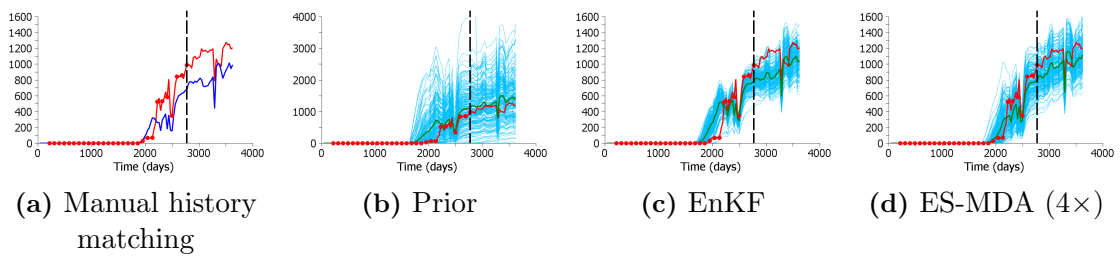 1600
1400
1200
1000
800
600
400
200
0
0 1000 2000 3000 4000
Time (days)
(a) Manual history
matching
4000
3000
2000
1000
0
0 1000 2000 3000 4000
Time (days)
(b) Prior
1600
1400
1200
1000
800
600
400
200
0
0 1000 2000 3000 4000
Time (days)
(c) EnKF
1600
1400
1200
1000
800
600
400
200
0
0 1000 2000 3000 4000
Time (days)
(d) ES-MDA (4×)